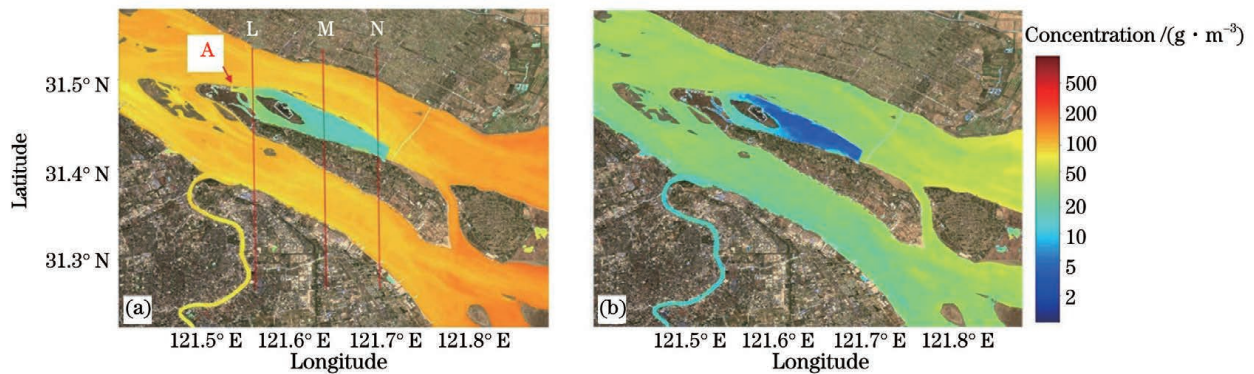 L M N
A
31.5° N
31.4° N
31.3° N
Latitude
(a)
121.5° E 121.6° E 121.7° E 121.8° E
Longitude
(b)
121.5° E 121.6° E 121.7° E 121.8° E
Longitude
Concentration /(g · m⁻³)
500
200
100
50
20
10
5
2